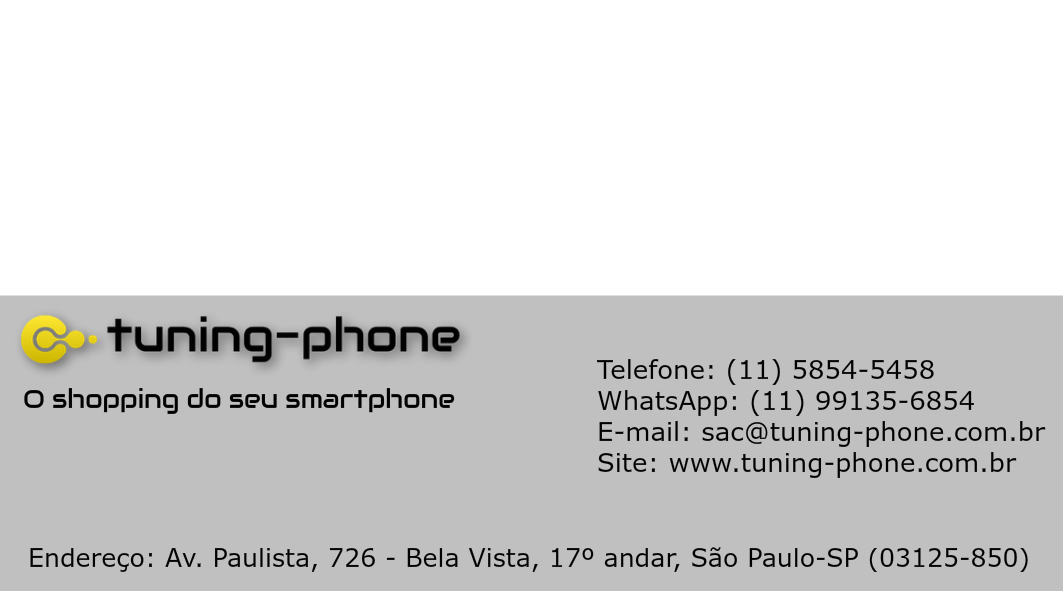 tuning-phone
O shopping do seu smartphone
Telefone: (11) 5854-5458
WhatsApp: (11) 99135-6854
E-mail: sac@tuning-phone.com.br
Site: www.tuning-phone.com.br
Endereço: Av. Paulista, 726 - Bela Vista, 17º andar, São Paulo-SP (03125-850)